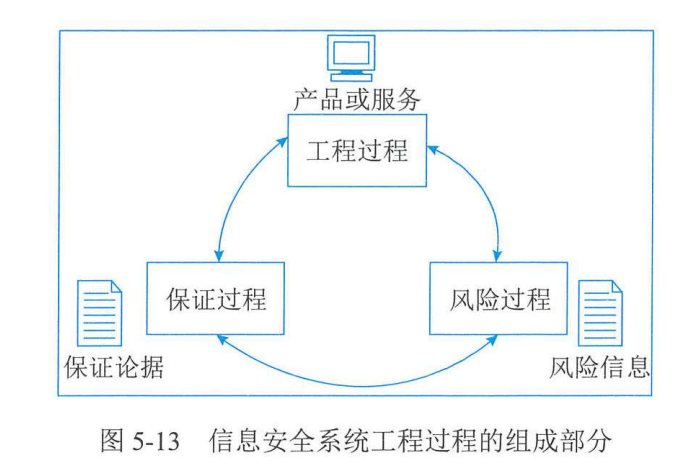 产品或服务
工程过程
保证过程
风险过程
保证论据
风险信息
图 5-13 信息安全系统工程过程的组成部分